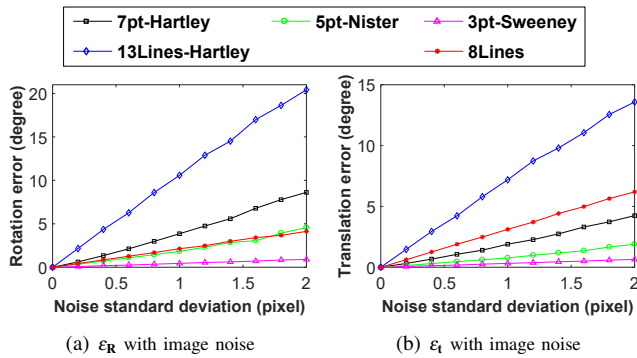 7pt-Hartley 5pt-Nister 3pt-Sweeney
13Lines-Hartley 8Lines
Rotation error (degree)
20
15
10
5
0
0 0.5 1 1.5 2
Noise standard deviation (pixel)
(a) εR with image noise
Translation error (degree)
15
10
5
0
0 0.5 1 1.5 2
Noise standard deviation (pixel)
(b) εt with image noise